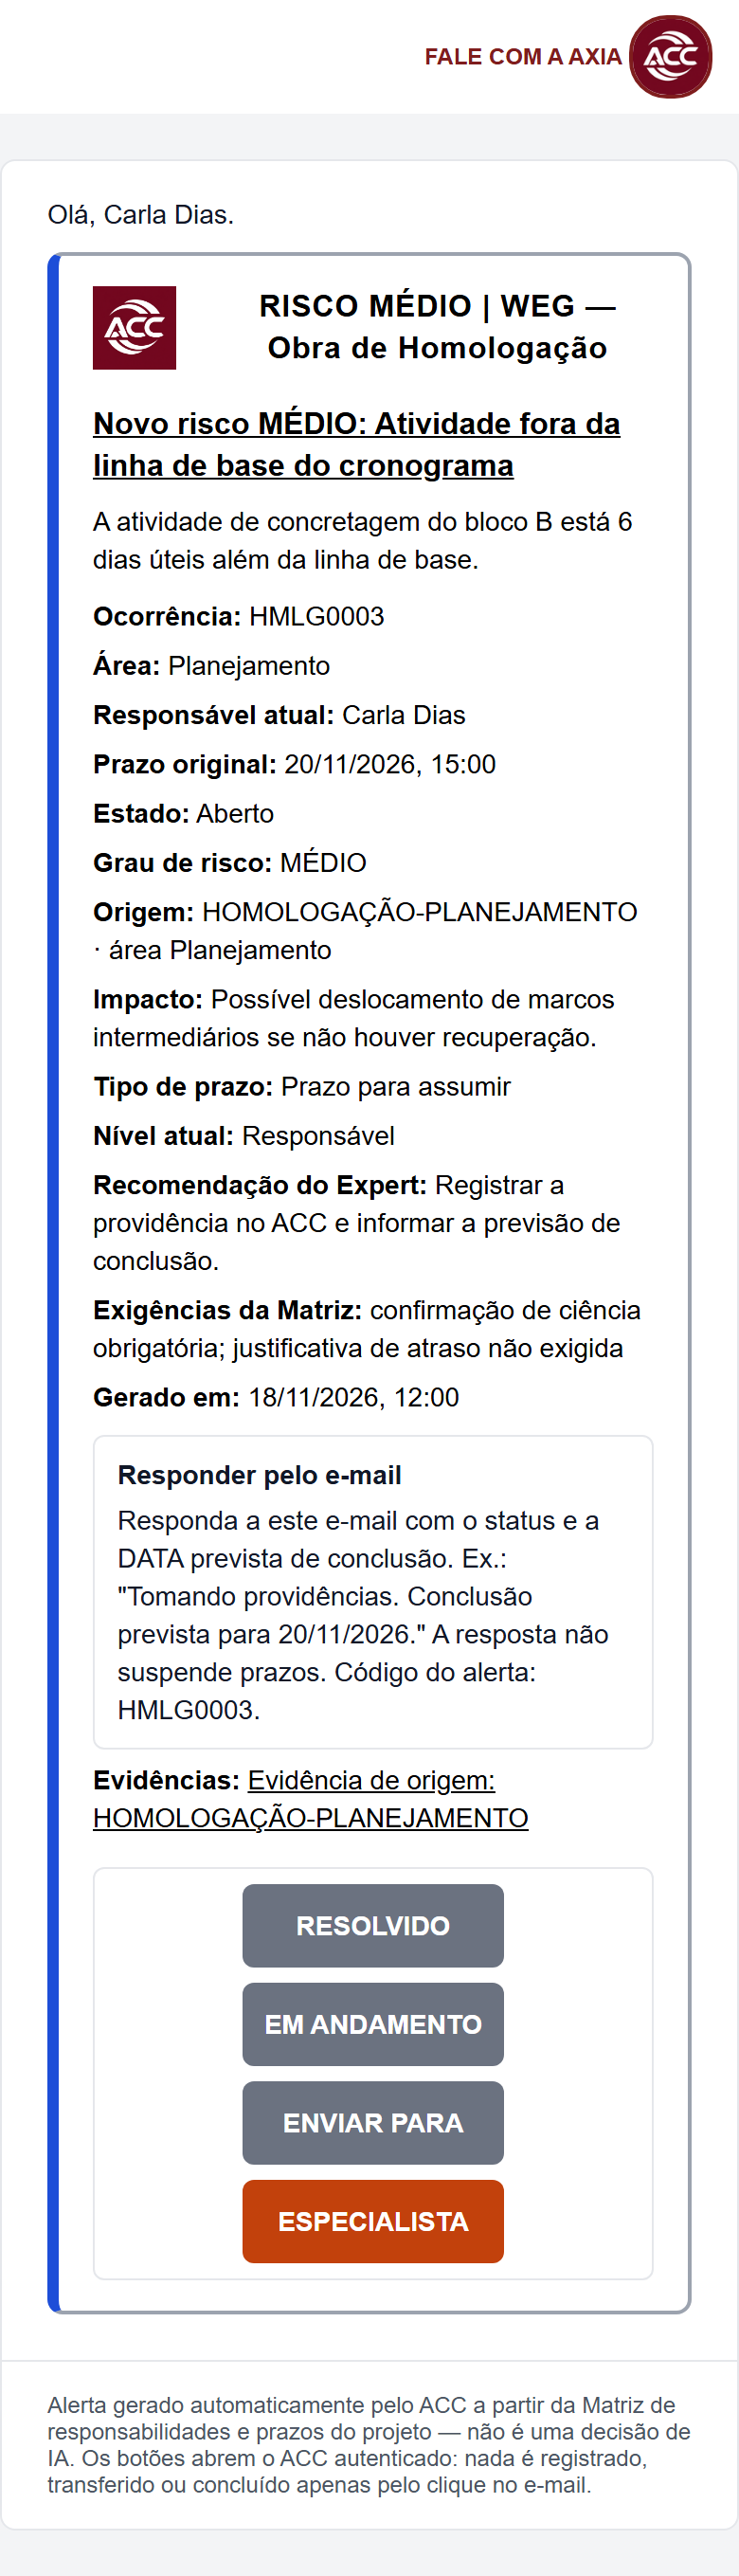 FALE COM A AXIA
ACC
Olá, Carla Dias.
ACC
RISCO MÉDIO | WEG —
Obra de Homologação
Novo risco MÉDIO: Atividade fora da
linha de base do cronograma
A atividade de concretagem do bloco B está 6
dias úteis além da linha de base.
Ocorrência: HMLG0003
Área: Planejamento
Responsável atual: Carla Dias
Prazo original: 20/11/2026, 15:00
Estado: Aberto
Grau de risco: MÉDIO
Origem: HOMOLOGAÇÃO-PLANEJAMENTO
· área Planejamento
Impacto: Possível deslocamento de marcos
intermediários se não houver recuperação.
Tipo de prazo: Prazo para assumir
Nível atual: Responsável
Recomendação do Expert: Registrar a
providência no ACC e informar a previsão de
conclusão.
Exigências da Matriz: confirmação de ciência
obrigatória; justificativa de atraso não exigida
Gerado em: 18/11/2026, 12:00
Responder pelo e-mail
Responda a este e-mail com o status e a
DATA prevista de conclusão. Ex.:
"Tomando providências. Conclusão
prevista para 20/11/2026." A resposta não
suspende prazos. Código do alerta:
HMLG0003.
Evidências: Evidência de origem:
HOMOLOGAÇÃO-PLANEJAMENTO
RESOLVIDO
EM ANDAMENTO
ENVIAR PARA
ESPECIALISTA
Alerta gerado automaticamente pelo ACC a partir da Matriz de
responsabilidades e prazos do projeto — não é uma decisão de
IA. Os botões abrem o ACC autenticado: nada é registrado,
transferido ou concluído apenas pelo clique no e-mail.